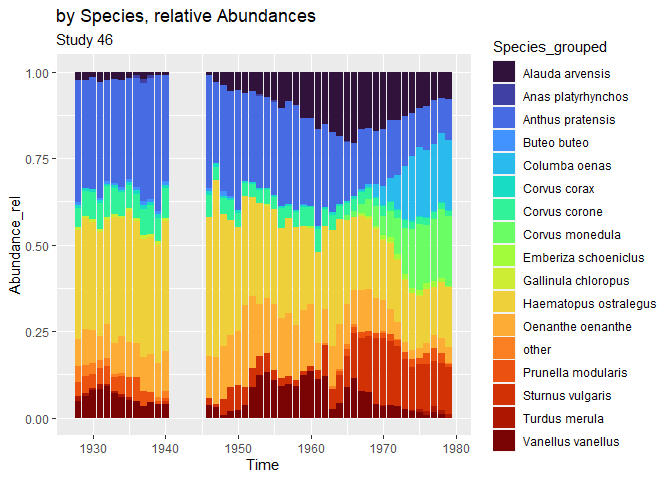 by Species, relative Abundances
Study 46
Abundance_rel
1.00
0.75
0.50
0.25
0.00
1930
1940
1950
1960
1970
1980
Time
Species_grouped
Alauda arvensis
Anas platyrhynchos
Anthus pratensis
Buteo buteo
Columba oenas
Corvus corax
Corvus corone
Corvus monedula
Emberiza schoeniclus
Gallinula chloropus
Haematopus ostralegus
Oenanthe oenanthe
other
Prunella modularis
Sturnus vulgaris
Turdus merula
Vanellus vanellus